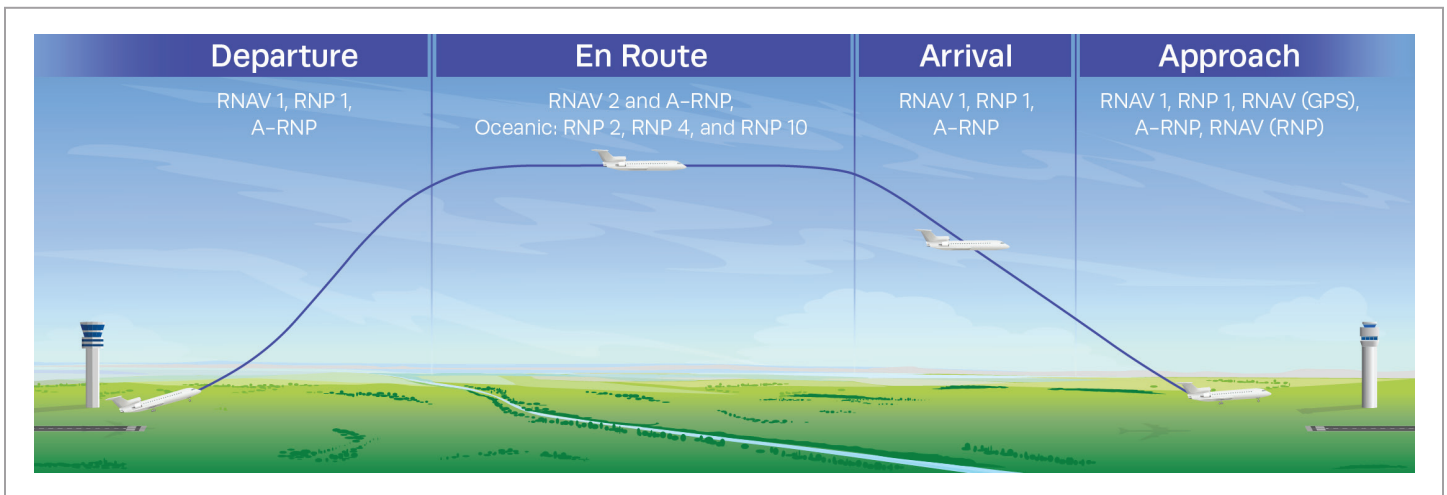 Departure
RNAV 1, RNP 1,
A-RNP
En Route
RNAV 2 and A-RNP,
Oceanic: RNP 2, RNP 4, and RNP 10
Arrival
RNAV 1, RNP 1,
A-RNP
Approach
RNAV 1, RNP 1, RNAV (GPS),
A-RNP, RNAV (RNP)